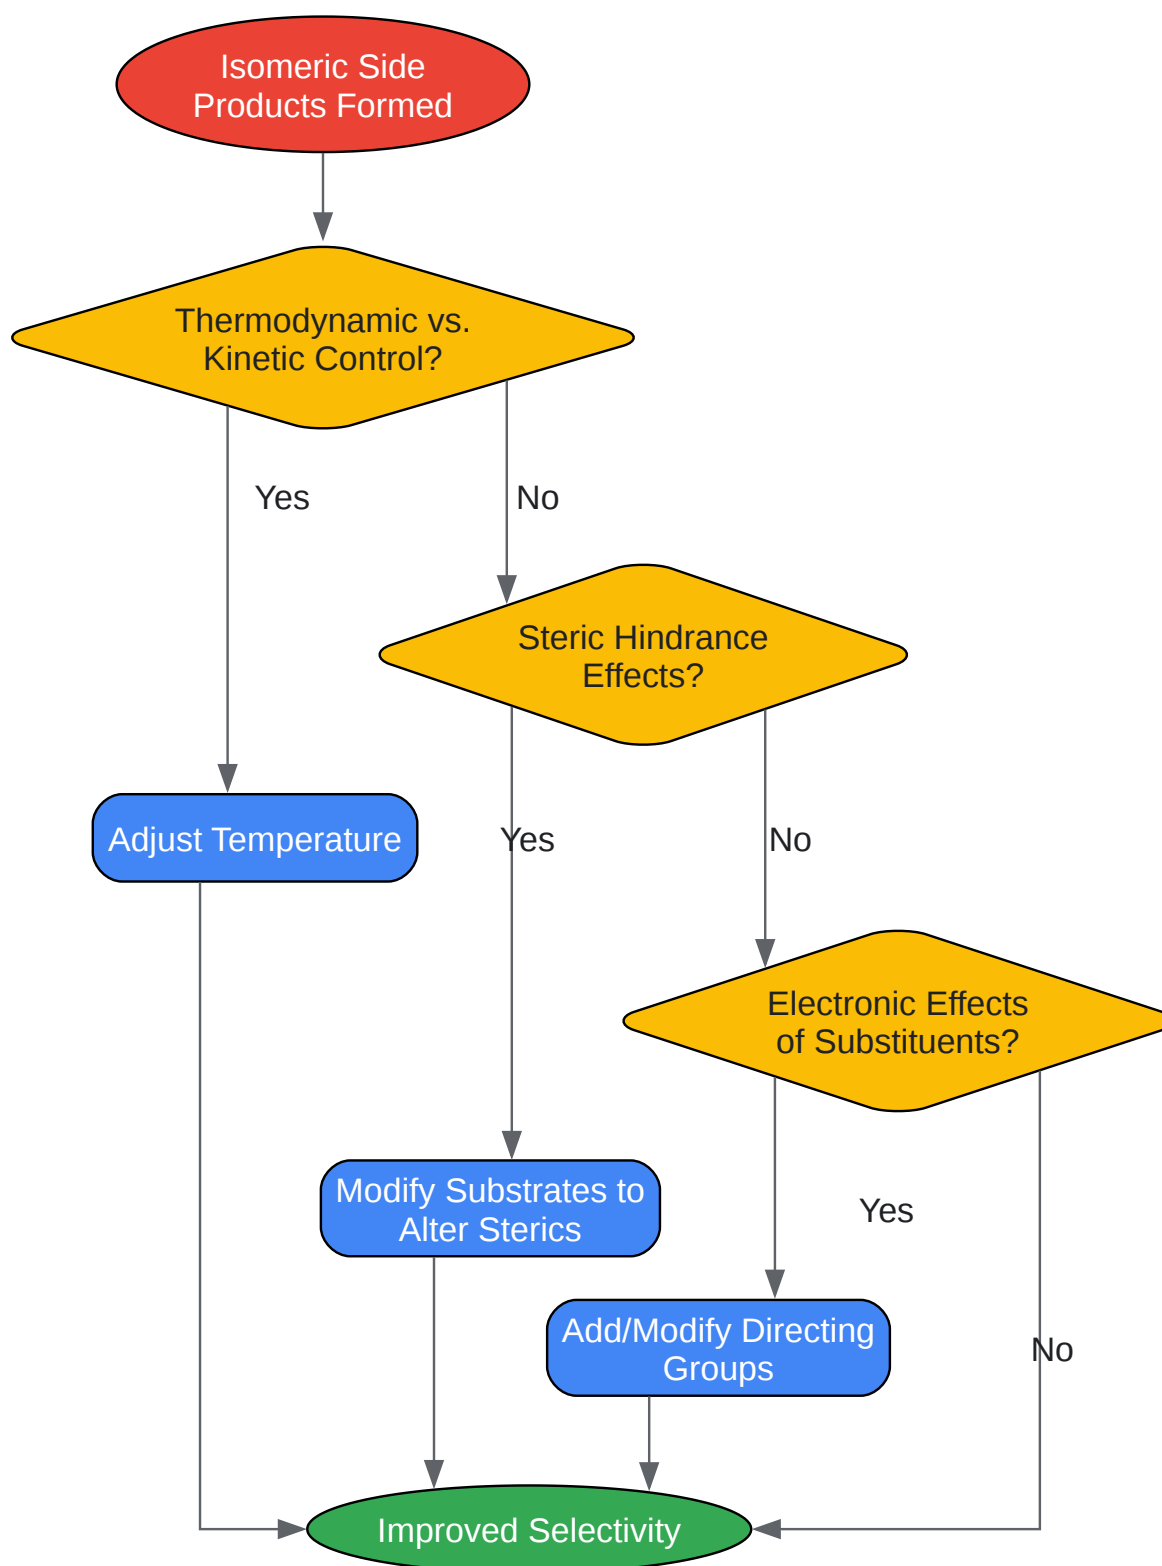 Isomeric Side
Products Formed
Thermodynamic vs.
Kinetic Control?
Yes
No
Steric Hindrance
Effects?
Adjust Temperature
Yes
No
Electronic Effects
of Substituents?
Modify Substrates to
Alter Sterics
Yes
Add/Modify Directing
Groups
No
Improved Selectivity